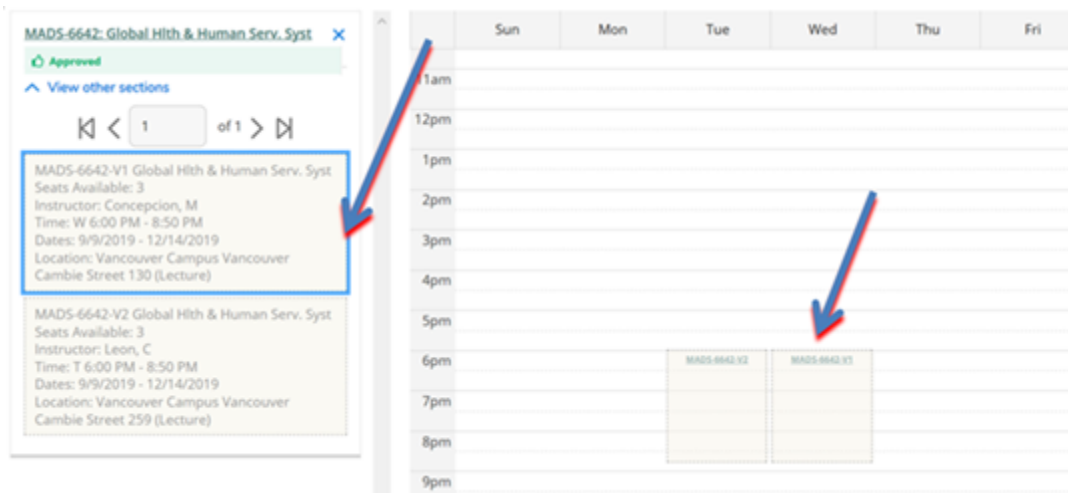 MADS-6642: Global Hlth & Human Serv. Syst
Approved
View other sections
1 of 1
MADS-6642-V1 Global Hlth & Human Serv. Syst
Seats Available: 3
Instructor: Concepcion, M
Time: W 6:00 PM - 8:50 PM
Dates: 9/9/2019 - 12/14/2019
Location: Vancouver Campus Vancouver
Cambie Street 130 (Lecture)
MADS-6642-V2 Global Hlth & Human Serv. Syst
Seats Available: 3
Instructor: Leon, C
Time: T 6:00 PM - 8:50 PM
Dates: 9/9/2019 - 12/14/2019
Location: Vancouver Campus Vancouver
Cambie Street 259 (Lecture)
Sun Mon Tue Wed Thu Fri
11am
12pm
1pm
2pm
3pm
4pm
5pm
6pm MADS-6642-V2 MADS-6642-V1
7pm
8pm
9pm